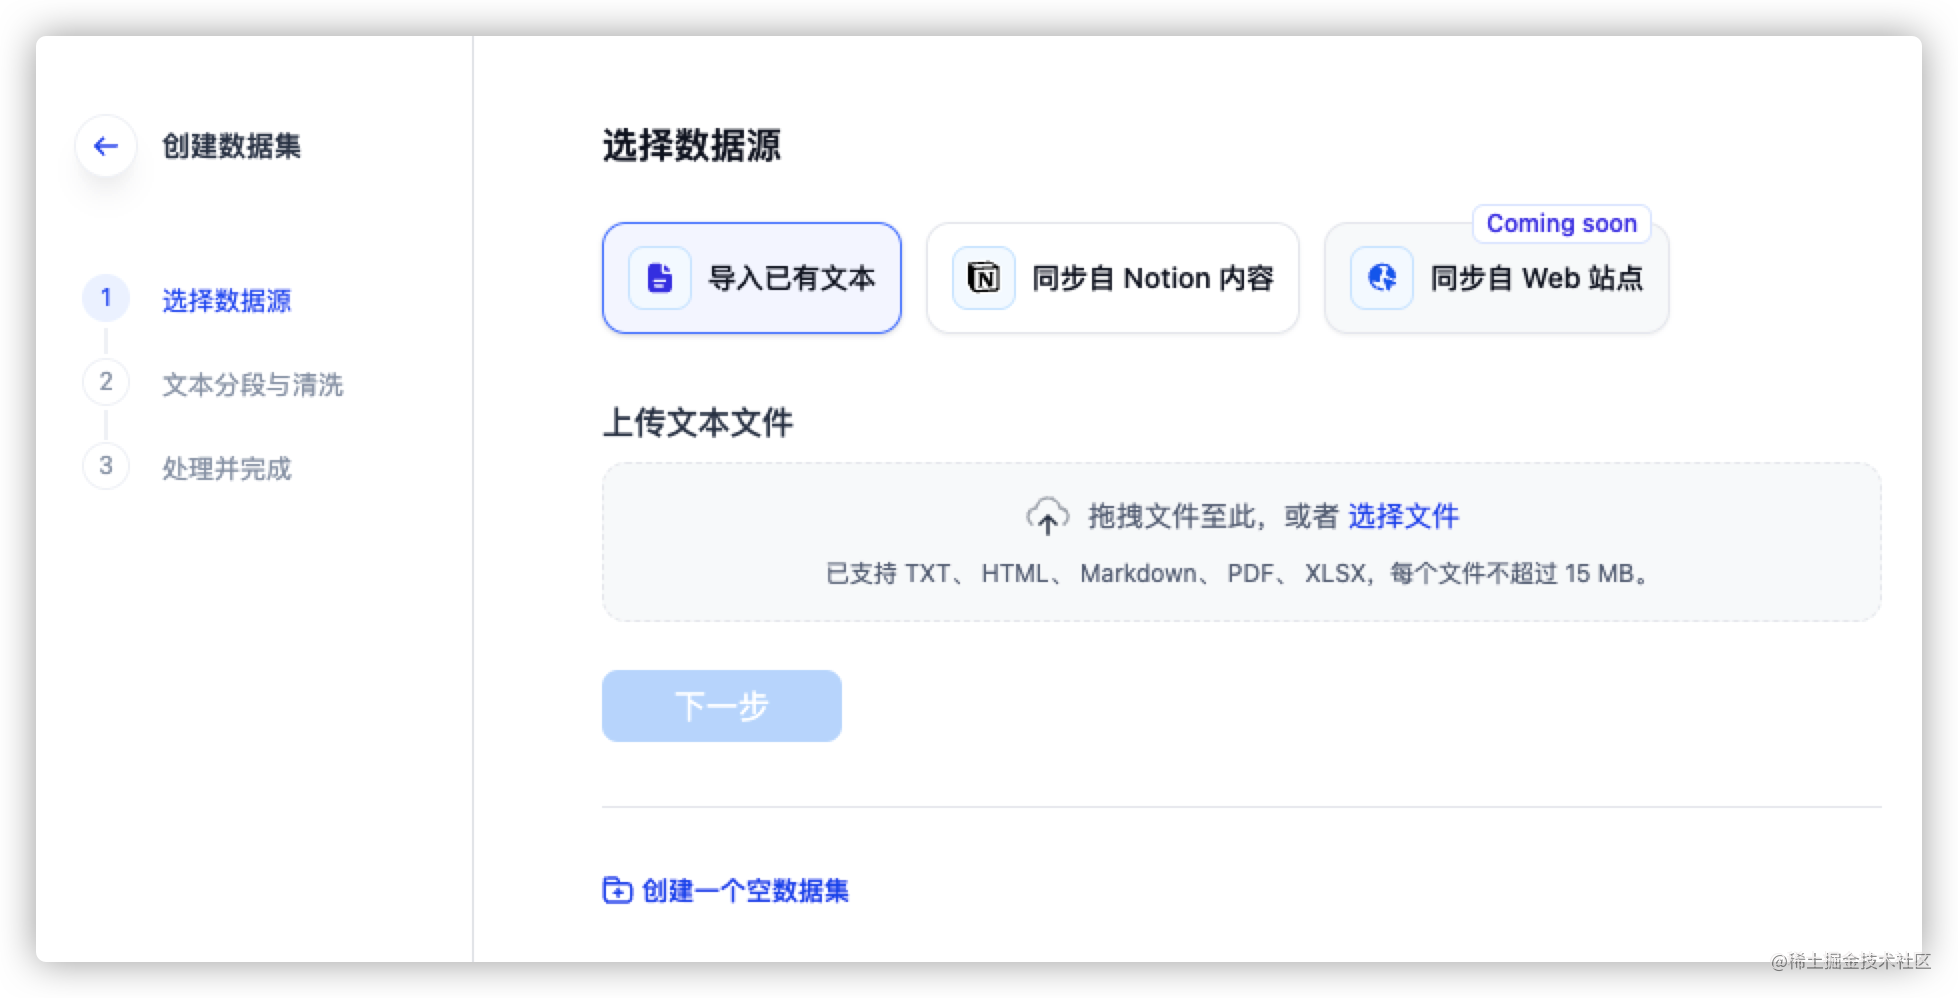 创建数据集
1 选择数据源
2 文本分段与清洗
3 处理并完成
选择数据源
导入已有文本
同步自 Notion 内容
Coming soon
同步自 Web 站点
上传文本文件
拖拽文件至此，或者 选择文件
已支持 TXT、 HTML、 Markdown、 PDF、 XLSX，每个文件不超过 15 MB。
下一步
创建一个空数据集
@稀土掘金技术社区